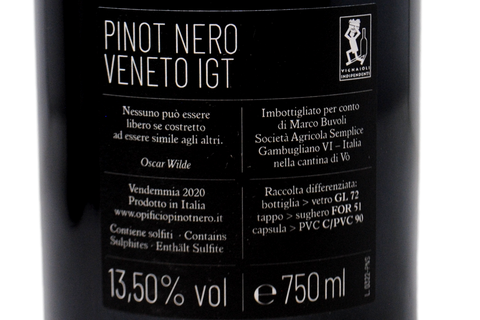 PINOT NERO
VENETO IGT
VIGNAIOLI
INDIPENDENTI
Nessuno può essere
libero se costretto
ad essere simile agli altri.
Oscar Wilde
Imbottigliato per conto
di Marco Buvoli
Società Agricola Semplice
Gambugliano VI – Italia
nella cantina di Vò
Vendemmia 2020
Prodotto in Italia
www.opificiopinotnero.it
Contiene solfiti · Contains
Sulphites · Enthält Sulfite
Raccolta differenziata:
bottiglia > vetro GL 72
tappo > sughero FOR 51
capsula > PVC C/PVC 90
13,50% vol
℮ 750 ml